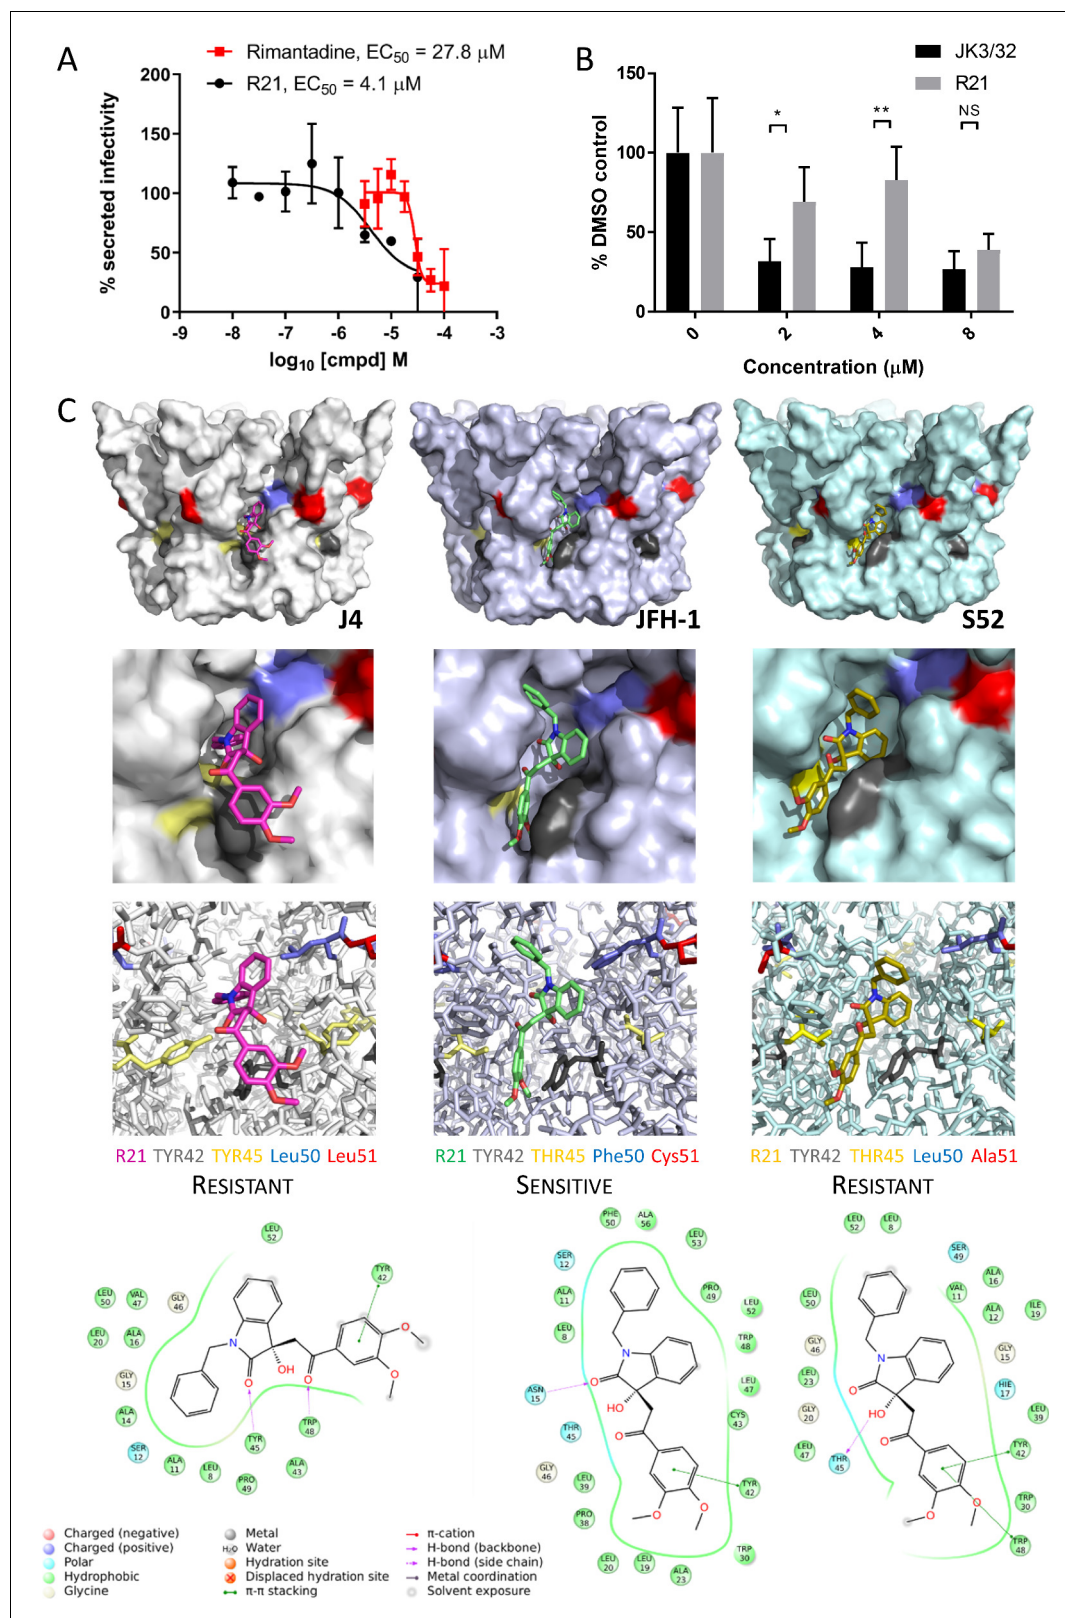 A
Rimantadine, EC50 = 27.8 μM
R21, EC50 = 4.1 μM
% secreted infectivity
200
150
100
50
0
-9 -8 -7 -6 -5 -4 -3
log10 [cmpd] M
B
JK3/32
R21
% DMSO control
150
100
50
0
* ** NS
0 2 4 8
Concentration (μM)
C
J4 JFH-1 S52
R21 TYR42 TYR45 Leu50 Leu51
R21 TYR42 THR45 Phe50 Cys51
R21 TYR42 THR45 Leu50 Ala51
RESISTANT SENSITIVE RESISTANT
LEU 52
TYR 42
LEU 50
VAL 47
GLY 46
LEU 20
ALA 16
GLY 15
ALA 14
SER 12
ALA 11
LEU 8
PRO 49
TYR 45
ALA 43
TRP 48
N
O
OH
O
O
O
PHE 50
ALA 56
LEU 53
SER 12
ALA 11
LEU 8
PRO 49
LEU 52
TRP 48
LEU 47
CYS 43
ASN 15
THR 45
GLY 46
LEU 39
PRO 38
LEU 20
LEU 19
ALA 23
TRP 30
TYR 42
N
O
HO
O
O
O
LEU 52
LEU 8
SER 49
VAL 11
ALA 16
ALA 12
ILE 19
LEU 50
GLY 46
GLY 15
LEU 23
HIE 17
GLY 20
LEU 39
LEU 47
THR 45
TYR 42
TRP 30
TRP 48
N
O
HO
O
O
O
Charged (negative)
Charged (positive)
Polar
Hydrophobic
Glycine
Metal
H2O Water
Hydration site
Displaced hydration site
π-π stacking
π-cation
H-bond (backbone)
H-bond (side chain)
Metal coordination
Solvent exposure